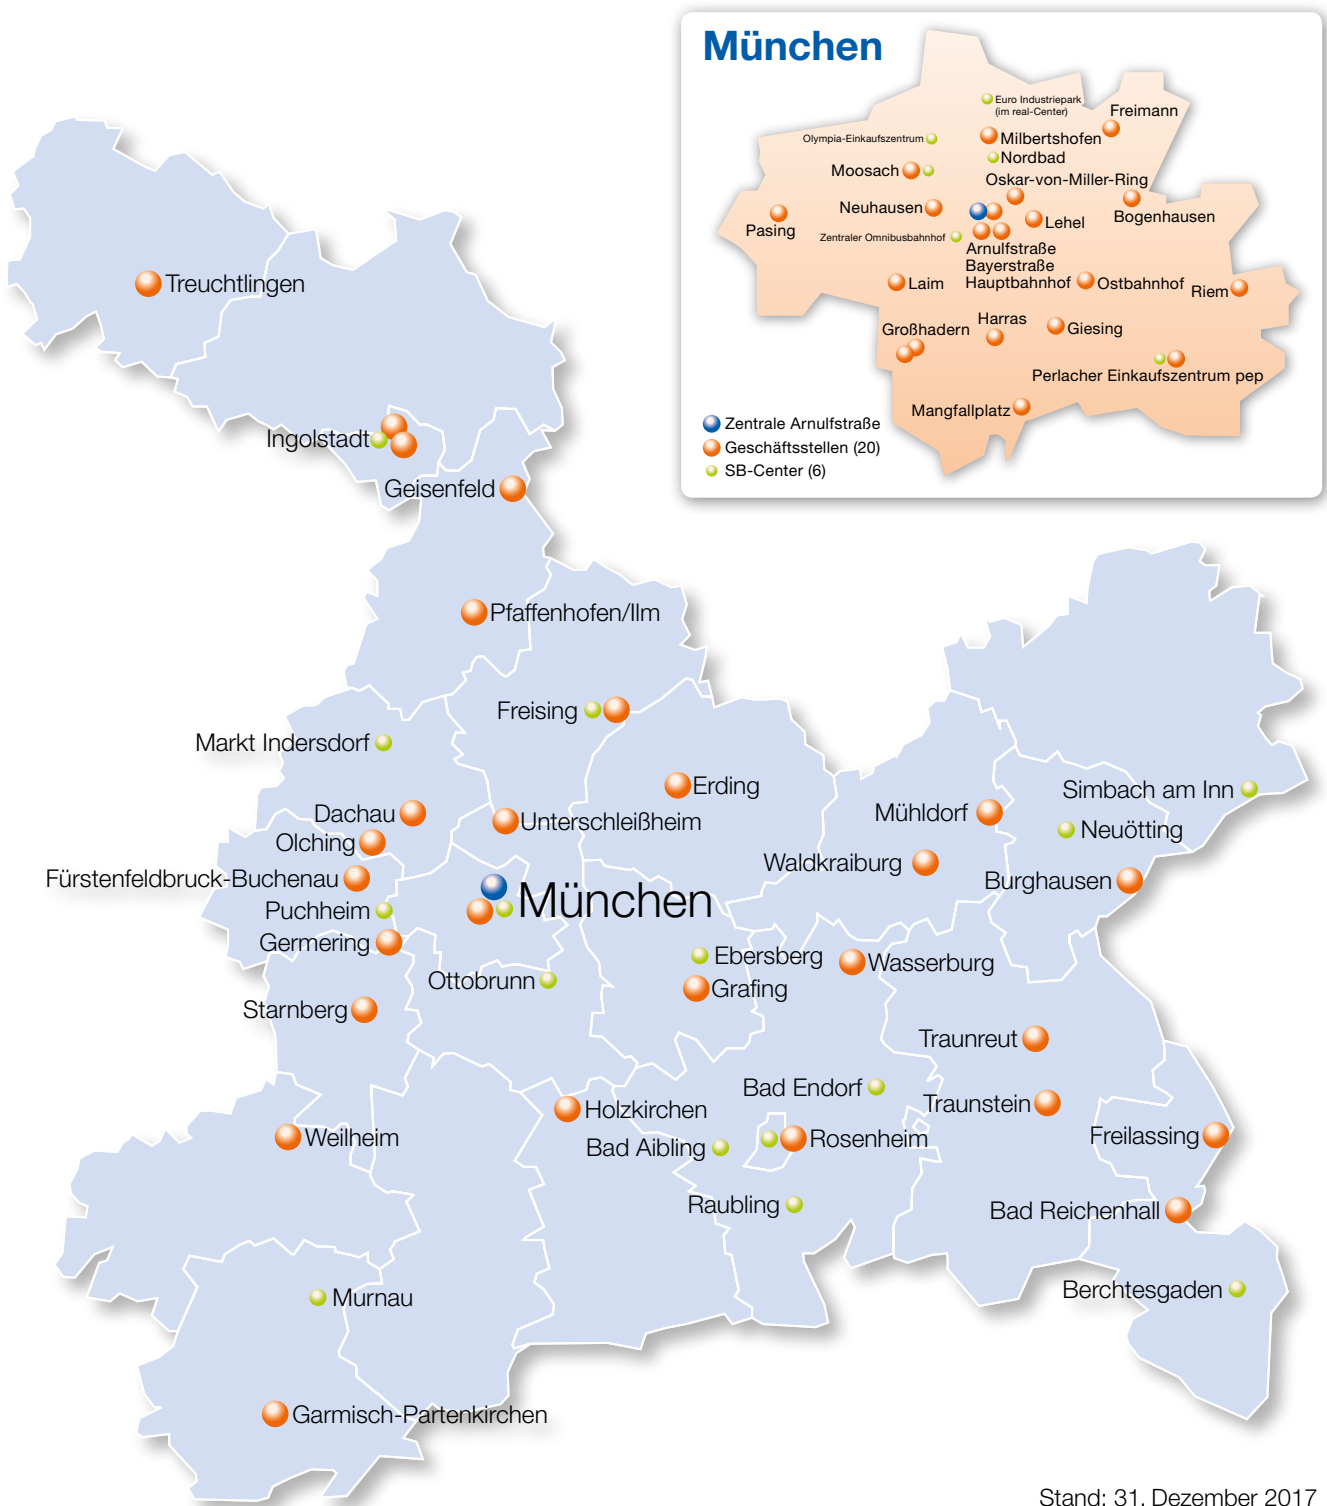 München
Euro Industriepark
(im real-Center)
Freimann
Olympia-Einkaufszentrum
Milbertshofen
Nordbad
Moosach
Oskar-von-Miller-Ring
Neuhausen
Bogenhausen
Lehel
Pasing
Zentraler Omnibusbahnhof
Arnulfstraße
Bayerstraße
Hauptbahnhof
Laim
Ostbahnhof
Riem
Großhadern
Harras
Giesing
Perlacher Einkaufszentrum pep
Mangfallplatz
Zentrale Arnulfstraße
Geschäftsstellen (20)
SB-Center (6)
Treuchtlingen
Ingolstadt
Geisenfeld
Pfaffenhofen/Ilm
Freising
Markt Indersdorf
Erding
Simbach am Inn
Dachau
Unterschleißheim
Mühldorf
Neuötting
Olching
Waldkraiburg
Fürstenfeldbruck-Buchenau
Burghausen
München
Puchheim
Germering
Ebersberg
Wasserburg
Ottobrunn
Grafing
Starnberg
Traunreut
Bad Endorf
Traunstein
Holzkirchen
Weilheim
Rosenheim
Freilassing
Bad Aibling
Raubling
Bad Reichenhall
Murnau
Berchtesgaden
Garmisch-Partenkirchen
Stand: 31. Dezember 2017